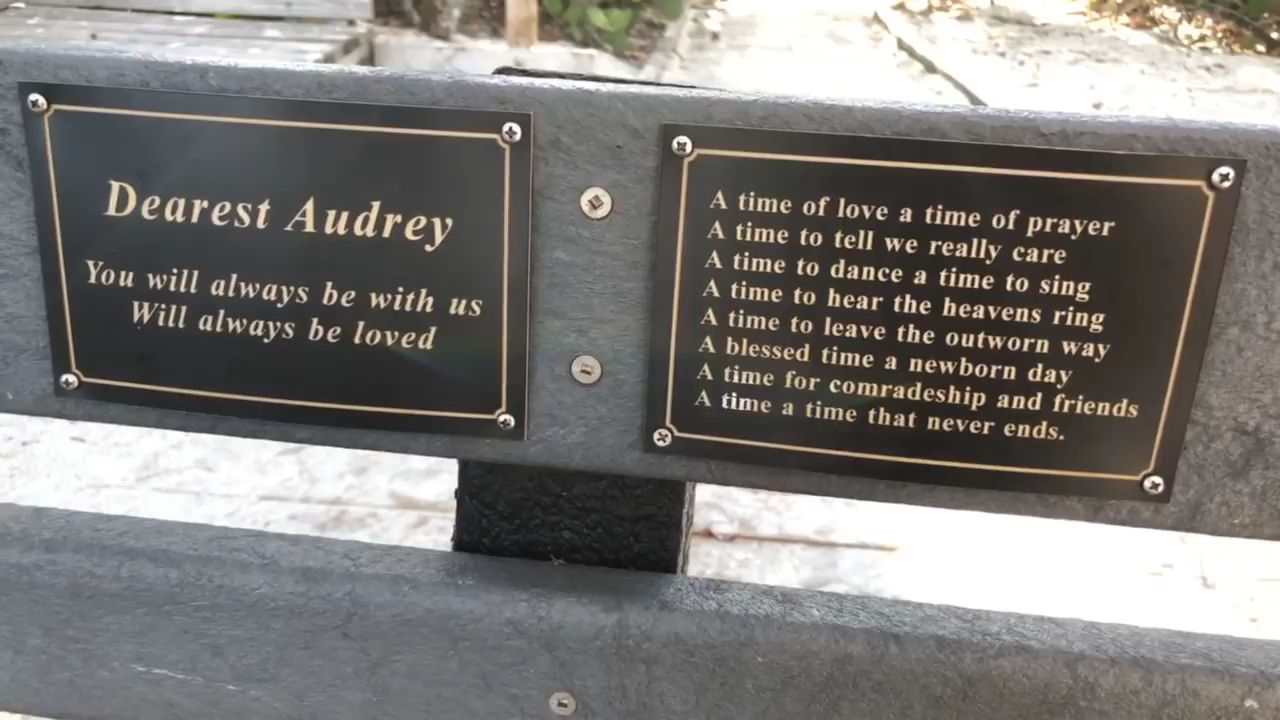 Dearest Audrey
You will always be with us
Will always be loved
A time of love a time of prayer
A time to tell we really care
A time to dance a time to sing
A time to hear the heavens ring
A time to leave the outworn way
A blessed time a newborn day
A time for comradeship and friends
A time a time that never ends.